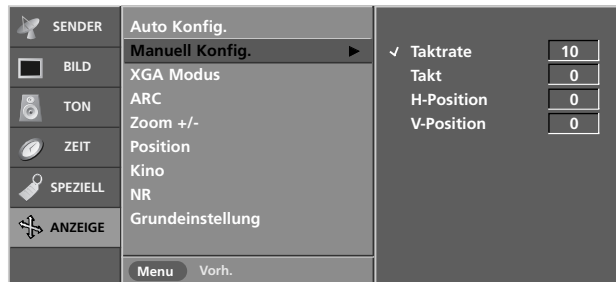 SENDER
BILD
TON
ZEIT
SPEZIELL
ANZEIGE
Auto Konfig.
Manuell Konfig.
XGA Modus
ARC
Zoom +/-
Position
Kino
NR
Grundeinstellung
Menu Vorh.
Taktrate 10
Takt 0
H-Position 0
V-Position 0